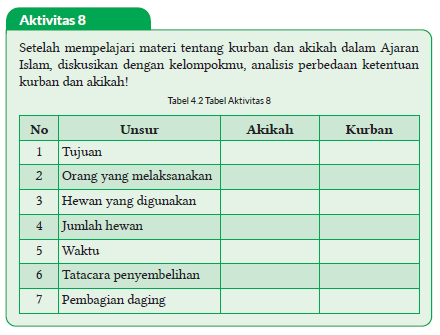 Aktivitas 8
Setelah mempelajari materi tentang kurban dan akikah dalam Ajaran
Islam, diskusikan dengan kelompokmu, analisis perbedaan ketentuan
kurban dan akikah!
Tabel 4.2 Tabel Aktivitas 8
No Unsur Akikah Kurban
1 Tujuan
2 Orang yang melaksanakan
3 Hewan yang digunakan
4 Jumlah hewan
5 Waktu
6 Tatacara penyembelihan
7 Pembagian daging